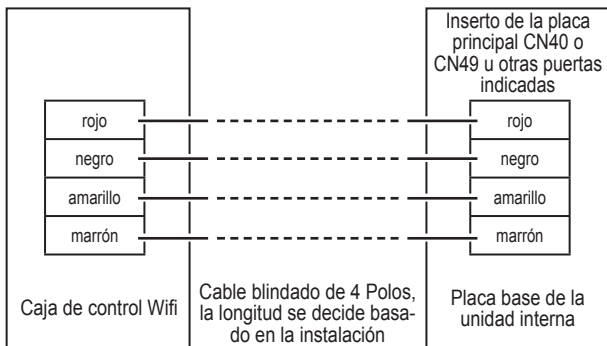 Inserto de la placa
principal CN40 o
CN49 u otras puertas
indicadas
rojo
rojo
negro
negro
amarillo
amarillo
marrón
marrón
Caja de control Wifi
Cable blindado de 4 Polos,
la longitud se decide basa-
do en la instalación
Placa base de la
unidad interna